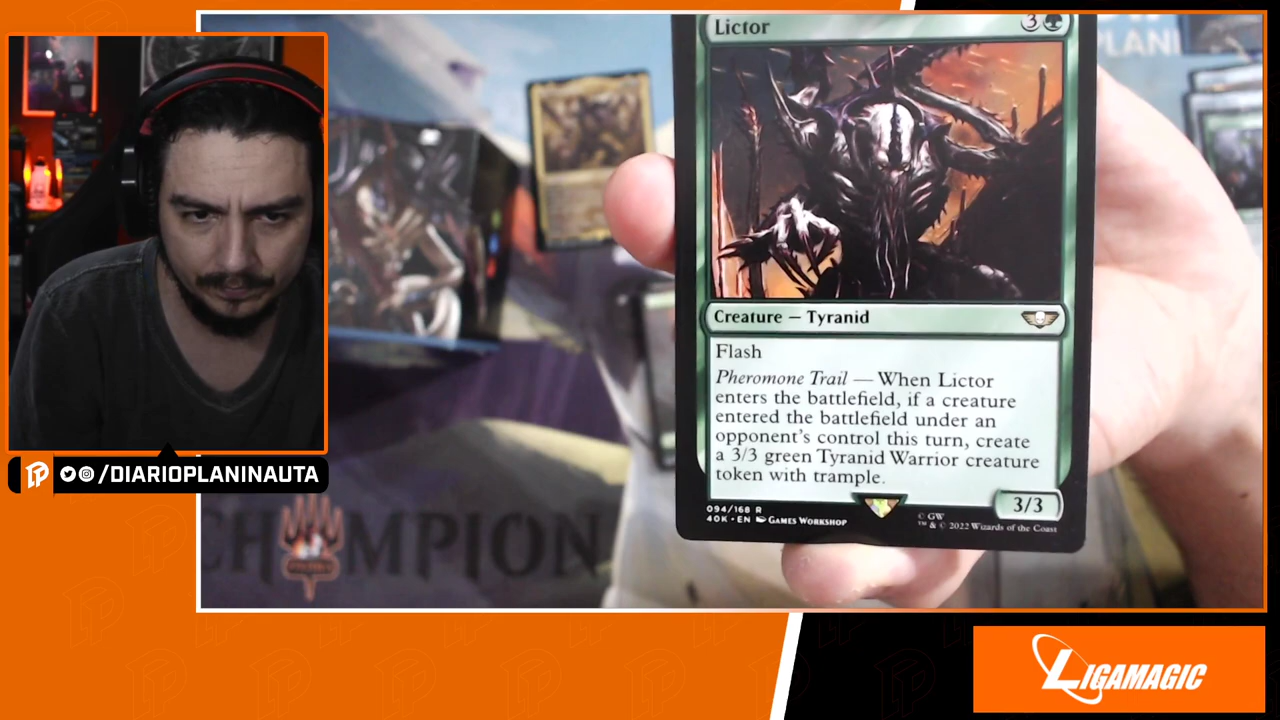 Lictor
3
PLANI
Creature — Tyranid
Flash
Pheromone Trail — When Lictor
enters the battlefield, if a creature
entered the battlefield under an
opponent's control this turn, create
a 3/3 green Tyranid Warrior creature
token with trample.
3/3
094/168 R
40K • EN GAMES WORKSHOP
© GW
™ & © 2022 Wizards of the Coast
/DIARIOPLANINAUTA
CHAMPION
LIGAMAGIC